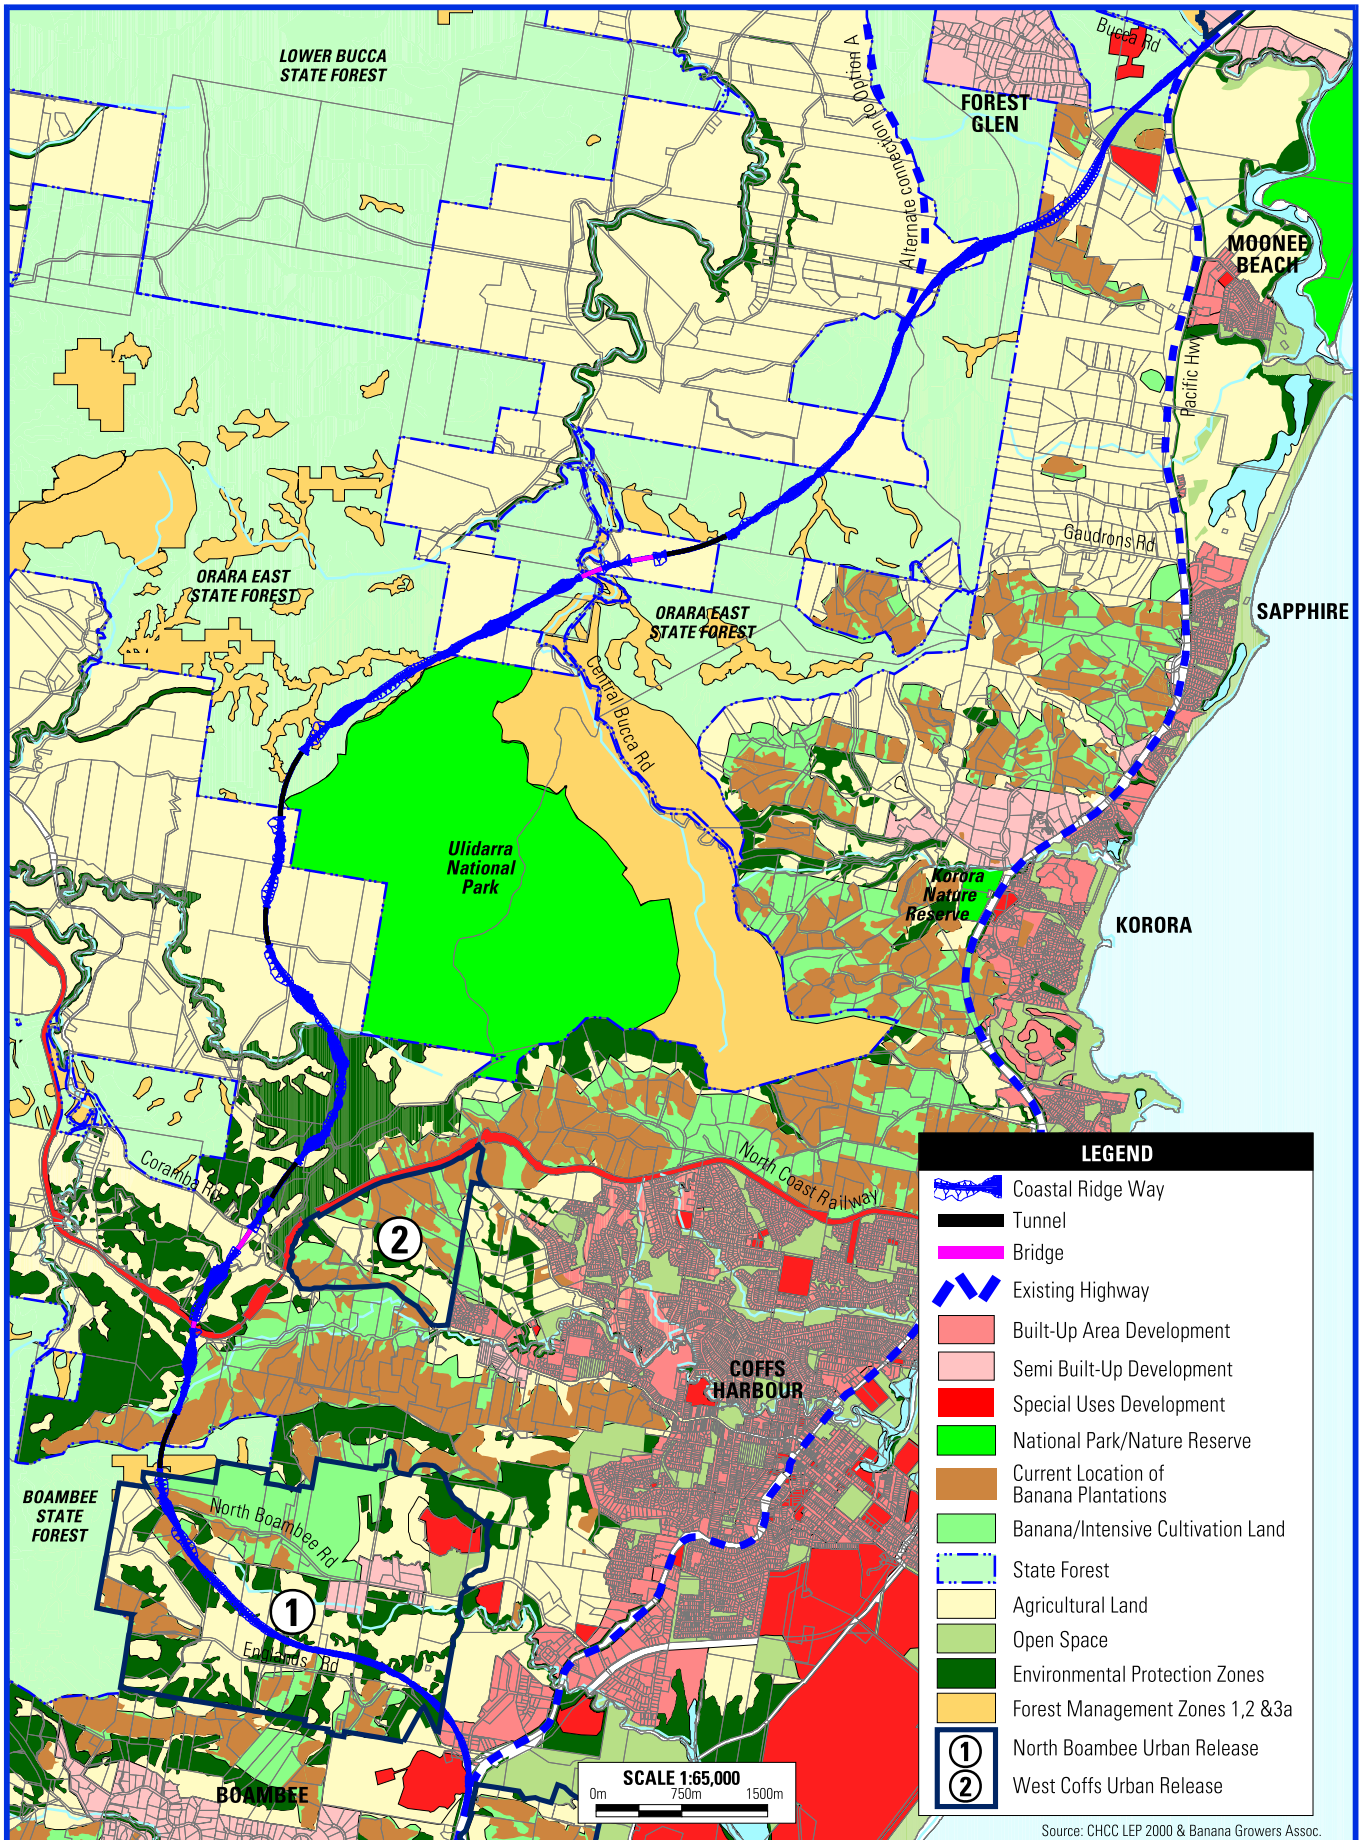 LOWER BUCCA
STATE FOREST
Alternate connection to Option A
Bucca Rd
FOREST
GLEN
MOONEE
BEACH
Pacific Hwy
Gaudrons Rd
ORARA EAST
STATE FOREST
ORARA EAST
STATE FOREST
SAPPHIRE
Central Bucca Rd
Ulidarra
National
Park
Korora
Nature
Reserve
KORORA
Coramba Rd
North Coast Railway
2
COFFS
HARBOUR
BOAMBEE
STATE
FOREST
North Boambee Rd
1
Englands Rd
BOAMBEE
SCALE 1:65,000
0m 750m 1500m
LEGEND
Coastal Ridge Way
Tunnel
Bridge
Existing Highway
Built-Up Area Development
Semi Built-Up Development
Special Uses Development
National Park/Nature Reserve
Current Location of
Banana Plantations
Banana/Intensive Cultivation Land
State Forest
Agricultural Land
Open Space
Environmental Protection Zones
Forest Management Zones 1,2 &3a
1 North Boambee Urban Release
2 West Coffs Urban Release
Source: CHCC LEP 2000 & Banana Growers Assoc.